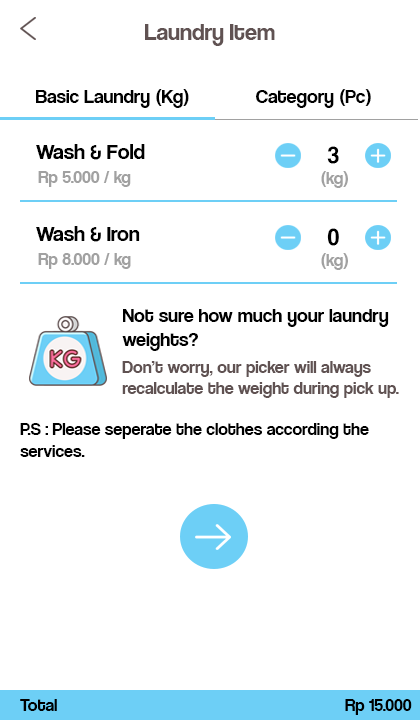 Laundry Item
Basic Laundry (Kg) Category (Pc)
Wash & Fold 3
Rp 5.000 / kg (kg)
Wash & Iron 0
Rp 8.000 / kg (kg)
Not sure how much your laundry
weights?
KG
Don't worry, our picker will always
recalculate the weight during pick up.
P.S : Please seperate the clothes according the
services.
Total Rp 15.000